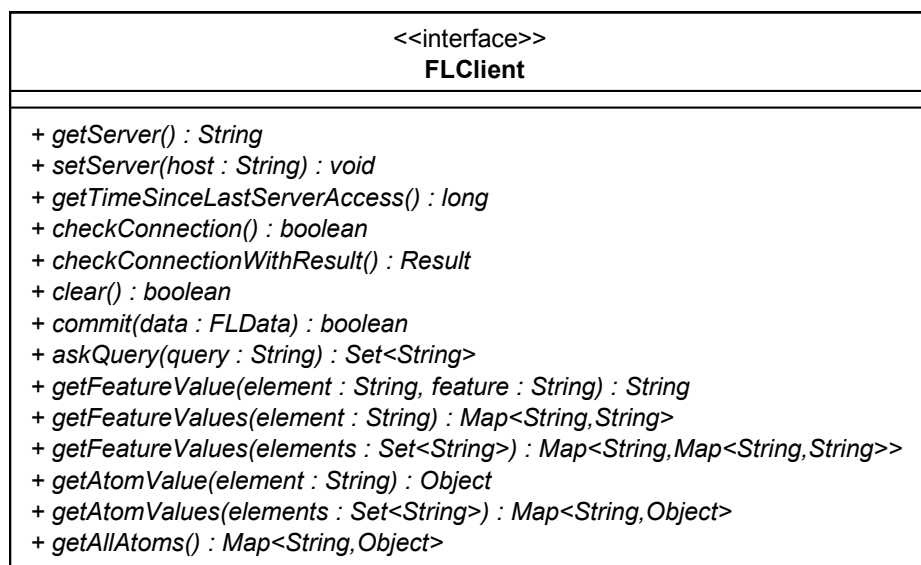 <<interface>>
FLClient
+ getServer() : String
+ setServer(host : String) : void
+ getTimeSinceLastServerAccess() : long
+ checkConnection() : boolean
+ checkConnectionWithResult() : Result
+ clear() : boolean
+ commit(data : FLData) : boolean
+ askQuery(query : String) : Set<String>
+ getFeatureValue(element : String, feature : String) : String
+ getFeatureValues(element : String) : Map<String,String>
+ getFeatureValues(elements : Set<String>) : Map<String,Map<String,String>>
+ getAtomValue(element : String) : Object
+ getAtomValues(elements : Set<String>) : Map<String,Object>
+ getAllAtoms() : Map<String,Object>